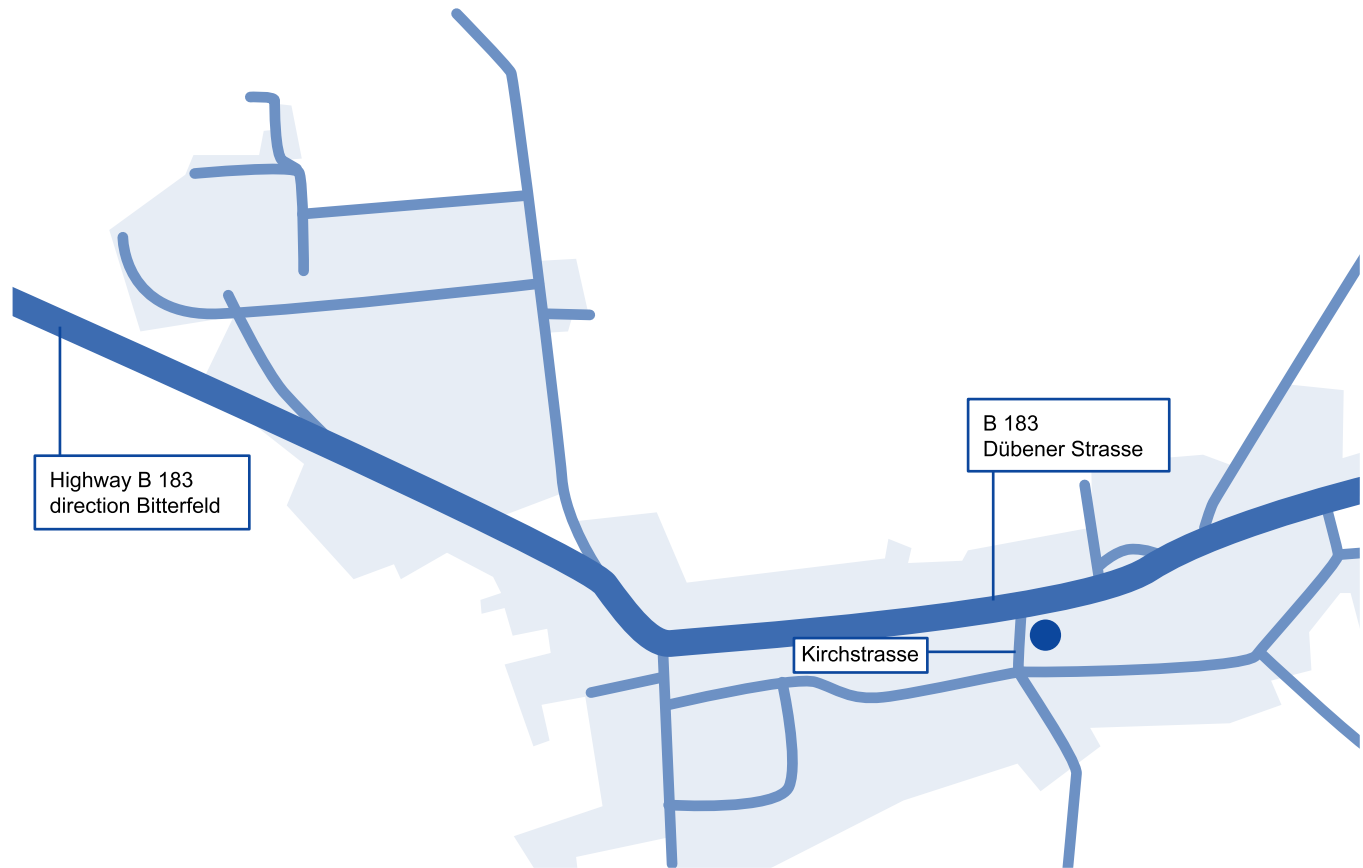 B 183
Dübener Strasse
Highway B 183
direction Bitterfeld
Kirchstrasse